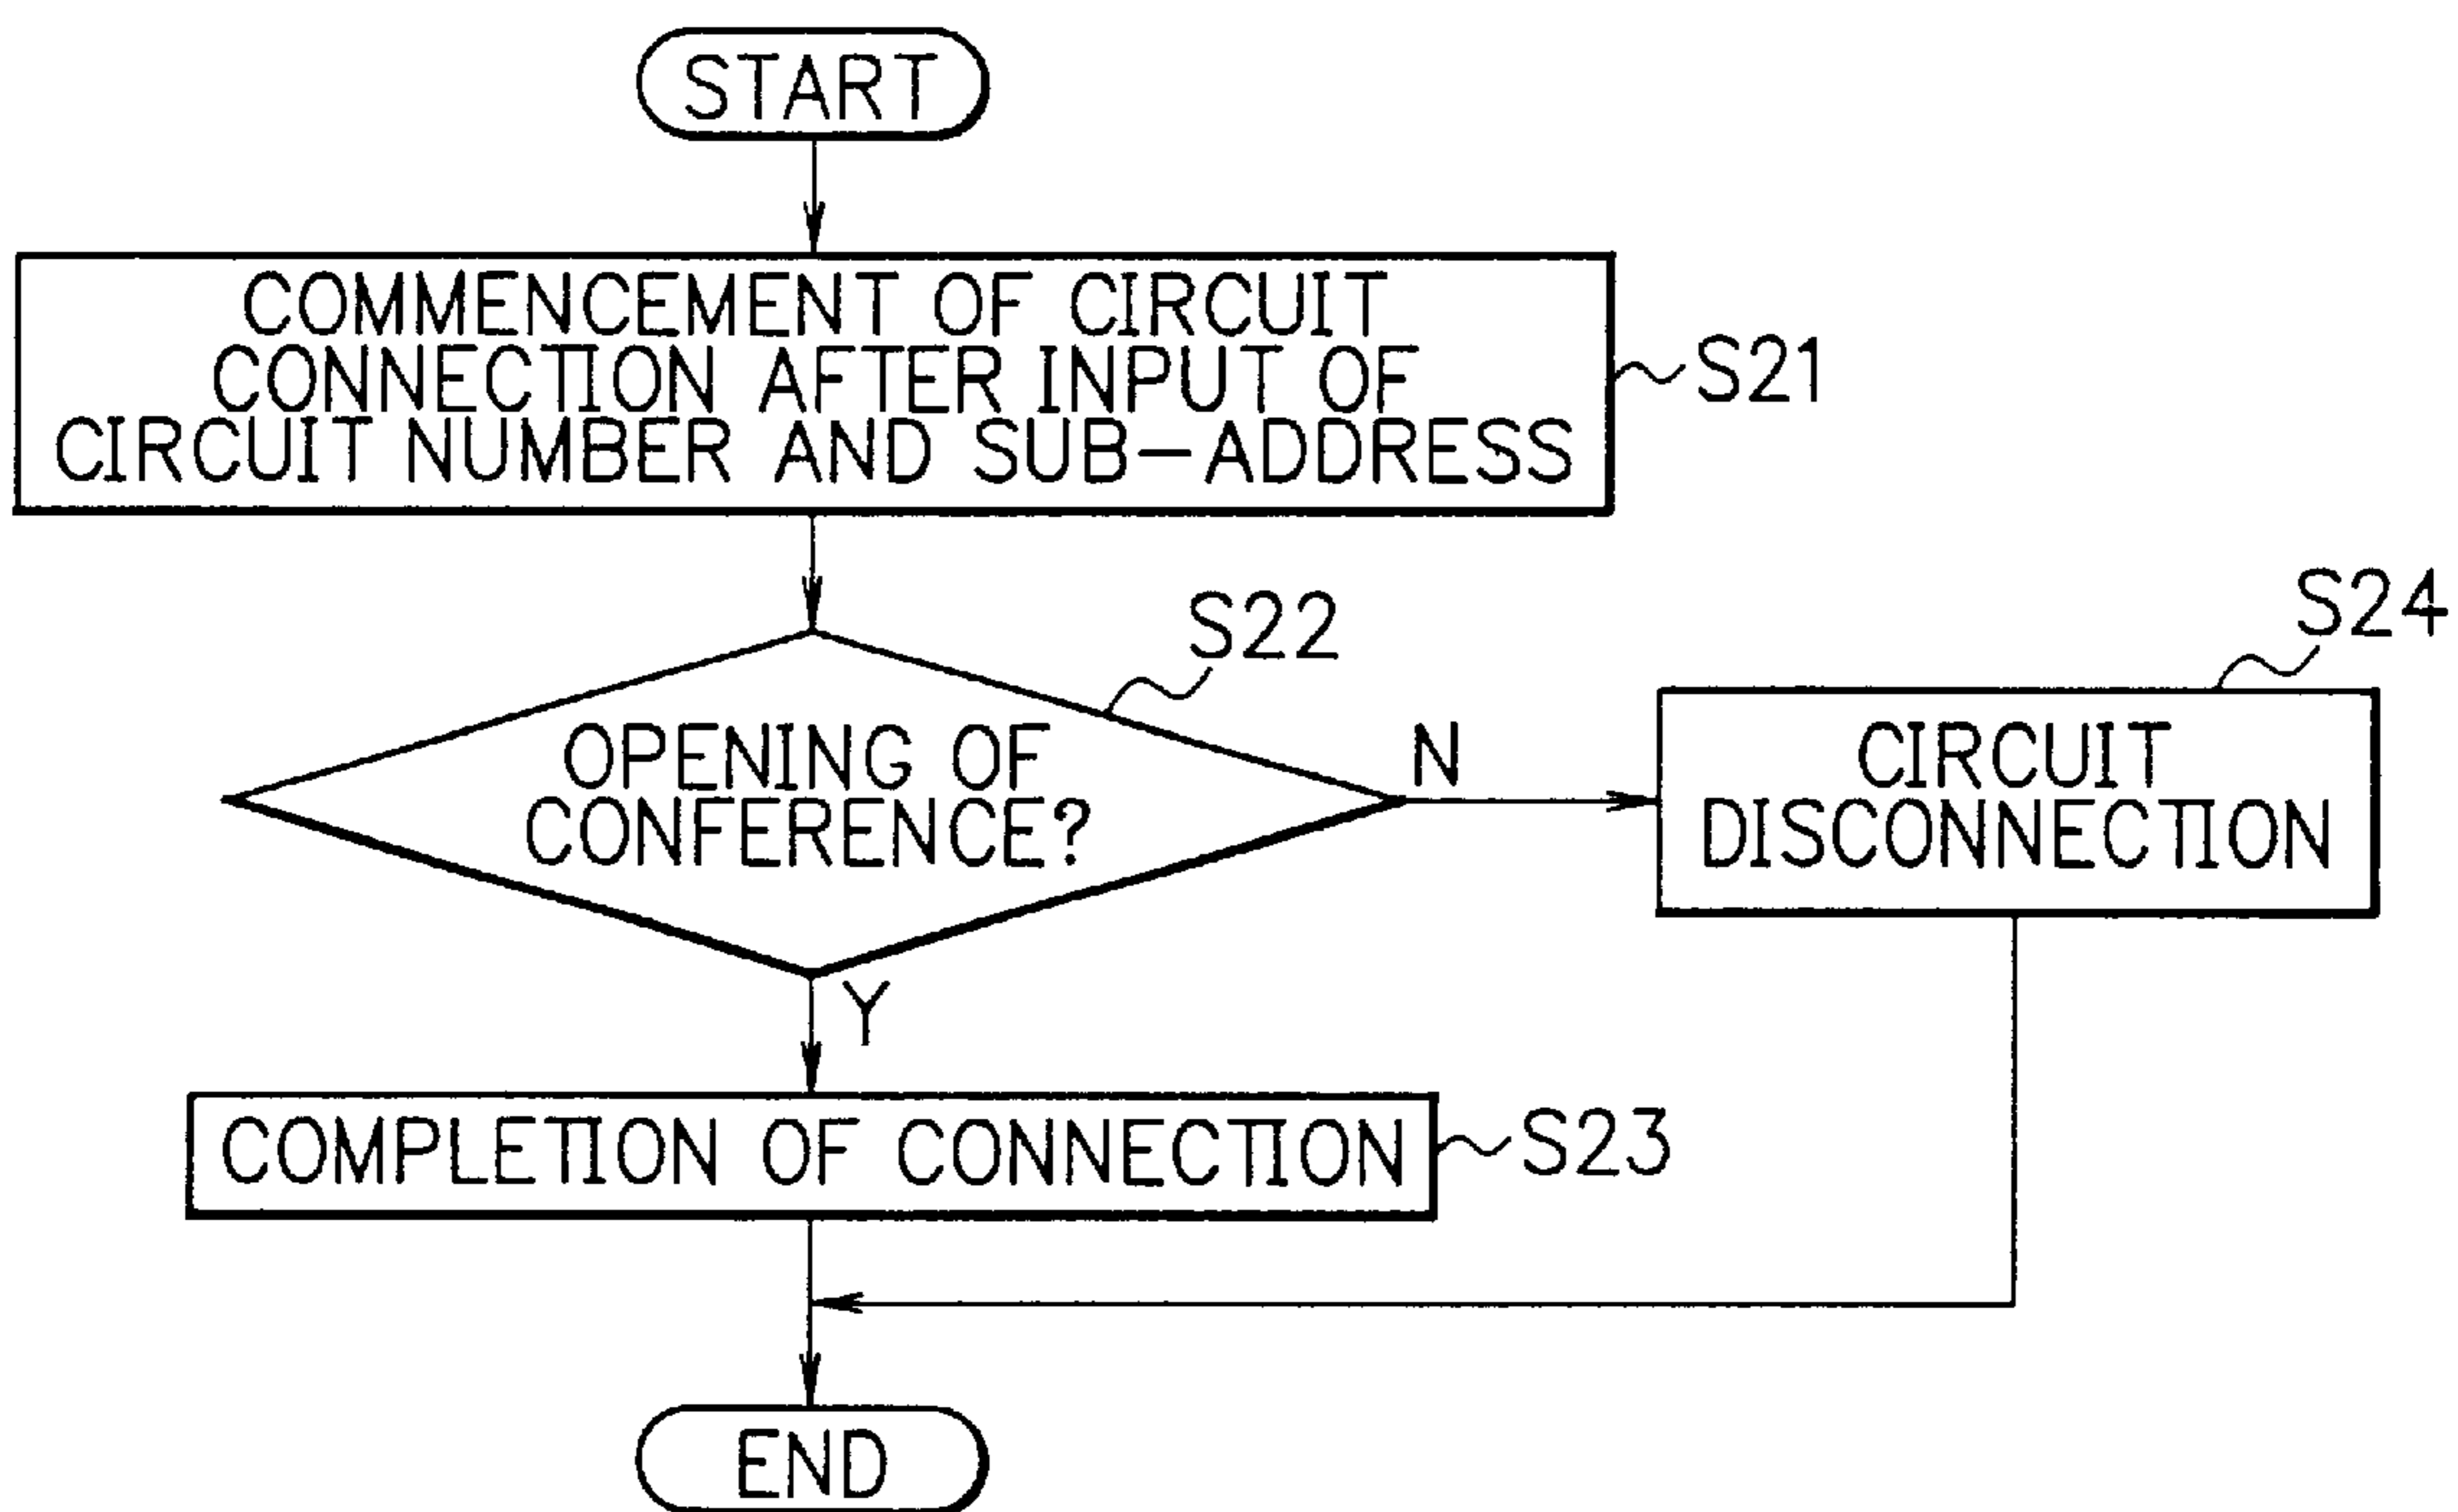 START
COMMENCEMENT OF CIRCUIT
CONNECTION AFTER INPUT OF
CIRCUIT NUMBER AND SUB-ADDRESS
S21
S22
OPENING OF
CONFERENCE?
N
S24
CIRCUIT
DISCONNECTION
Y
COMPLETION OF CONNECTION
S23
END